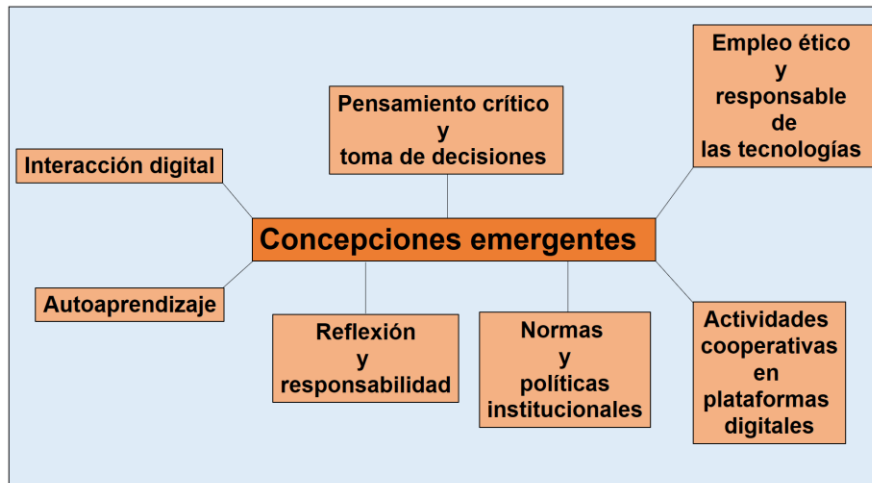 Empleo ético
y
responsable
de
las tecnologías
Pensamiento crítico
y
toma de decisiones
Interacción digital
Concepciones emergentes
Autoaprendizaje
Reflexión
y
responsabilidad
Normas
y
políticas
institucionales
Actividades
cooperativas
en
plataformas
digitales